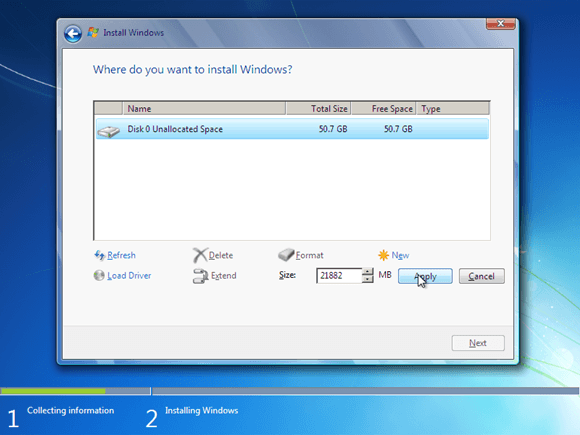 Install Windows
Where do you want to install Windows?
Name Total Size Free Space Type
Disk 0 Unallocated Space 50.7 GB 50.7 GB
Refresh Delete Format New
Load Driver Extend Size: 21882 MB Apply Cancel
Next
1 Collecting information 2 Installing Windows